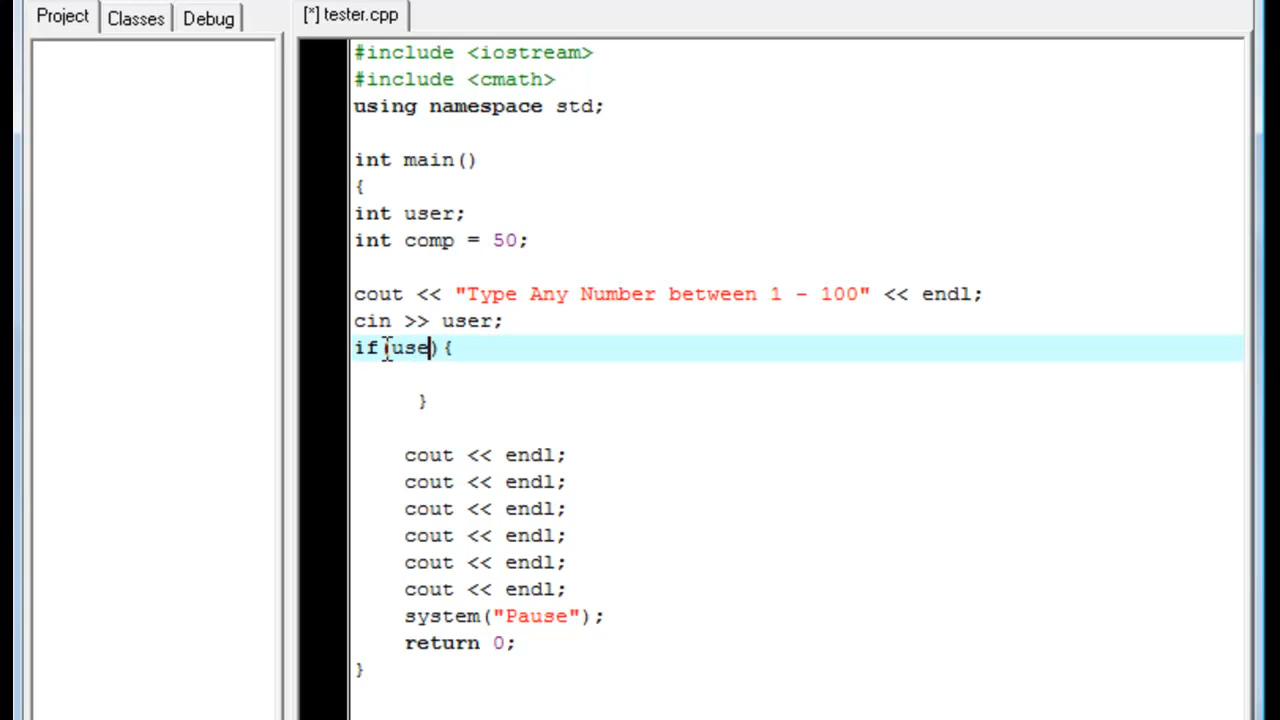 Project Classes Debug [*] tester.cpp
#include <iostream>
#include <cmath>
using namespace std;
int main()
{
int user;
int comp = 50;
cout << "Type Any Number between 1 - 100" << endl;
cin >> user;
if(use){
}
cout << endl;
cout << endl;
cout << endl;
cout << endl;
cout << endl;
cout << endl;
system("Pause");
return 0;
}